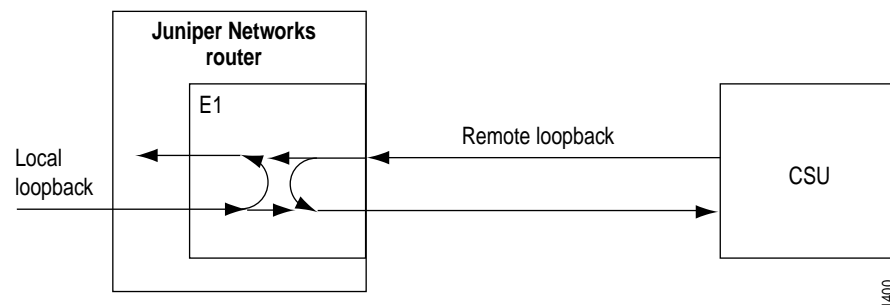 Juniper Networks
router
E1
Remote loopback
Local
loopback
CSU